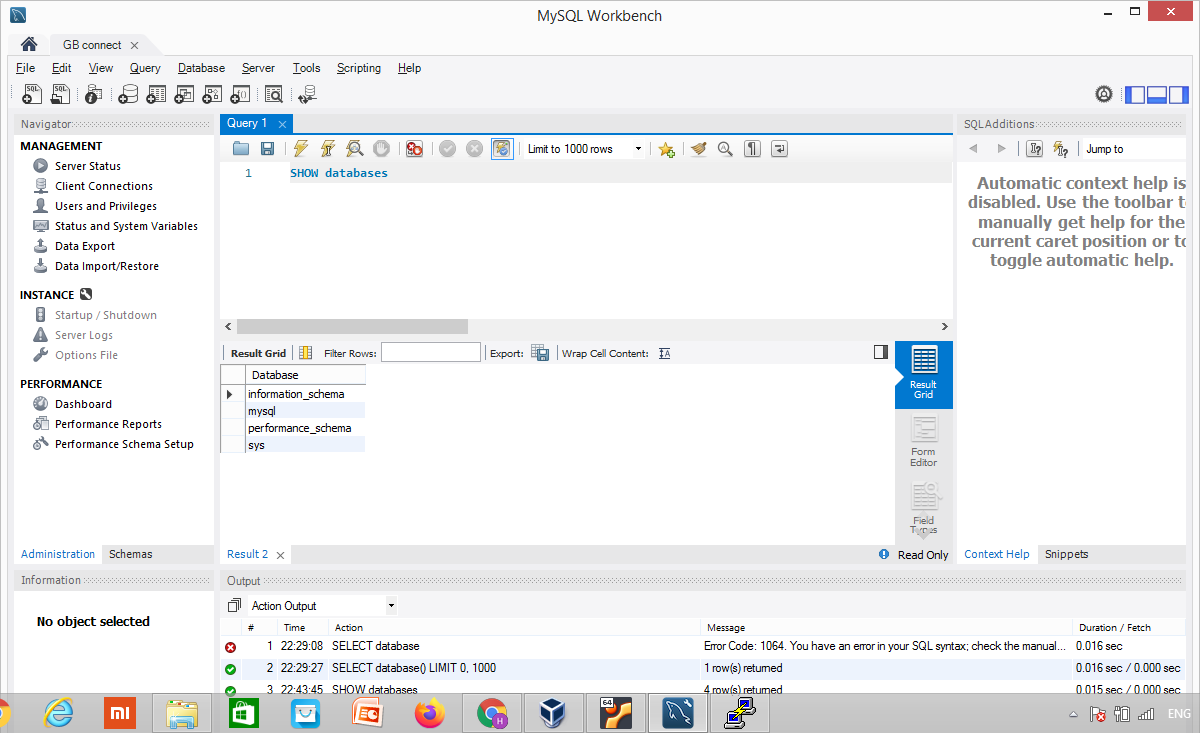 MySQL Workbench
GB connect
File Edit View Query Database Server Tools Scripting Help
SQL SQL
Navigator
MANAGEMENT
Server Status
Client Connections
Users and Privileges
Status and System Variables
Data Export
Data Import/Restore
INSTANCE
Startup / Shutdown
Server Logs
Options File
PERFORMANCE
Dashboard
Performance Reports
Performance Schema Setup
Administration Schemas
Information
No object selected
Query 1
Limit to 1000 rows
1 SHOW databases
Result Grid Filter Rows: Export: Wrap Cell Content: IA
Database
information_schema
mysql
performance_schema
sys
Result
Grid
Form
Editor
Field
Types
Result 2 Read Only
SQLAdditions
Jump to
Automatic context help is
disabled. Use the toolbar t
manually get help for the
current caret position or to
toggle automatic help.
Context Help Snippets
Output
Action Output
# Time Action Message Duration / Fetch
1 22:29:08 SELECT database Error Code: 1064. You have an error in your SQL syntax; check the manual... 0.016 sec
2 22:29:27 SELECT database() LIMIT 0, 1000 1 row(s) returned 0.016 sec / 0.000 sec
3 22:43:45 SHOW databases 4 row(s) returned 0.015 sec / 0.000 sec
mi
H
64
ENG